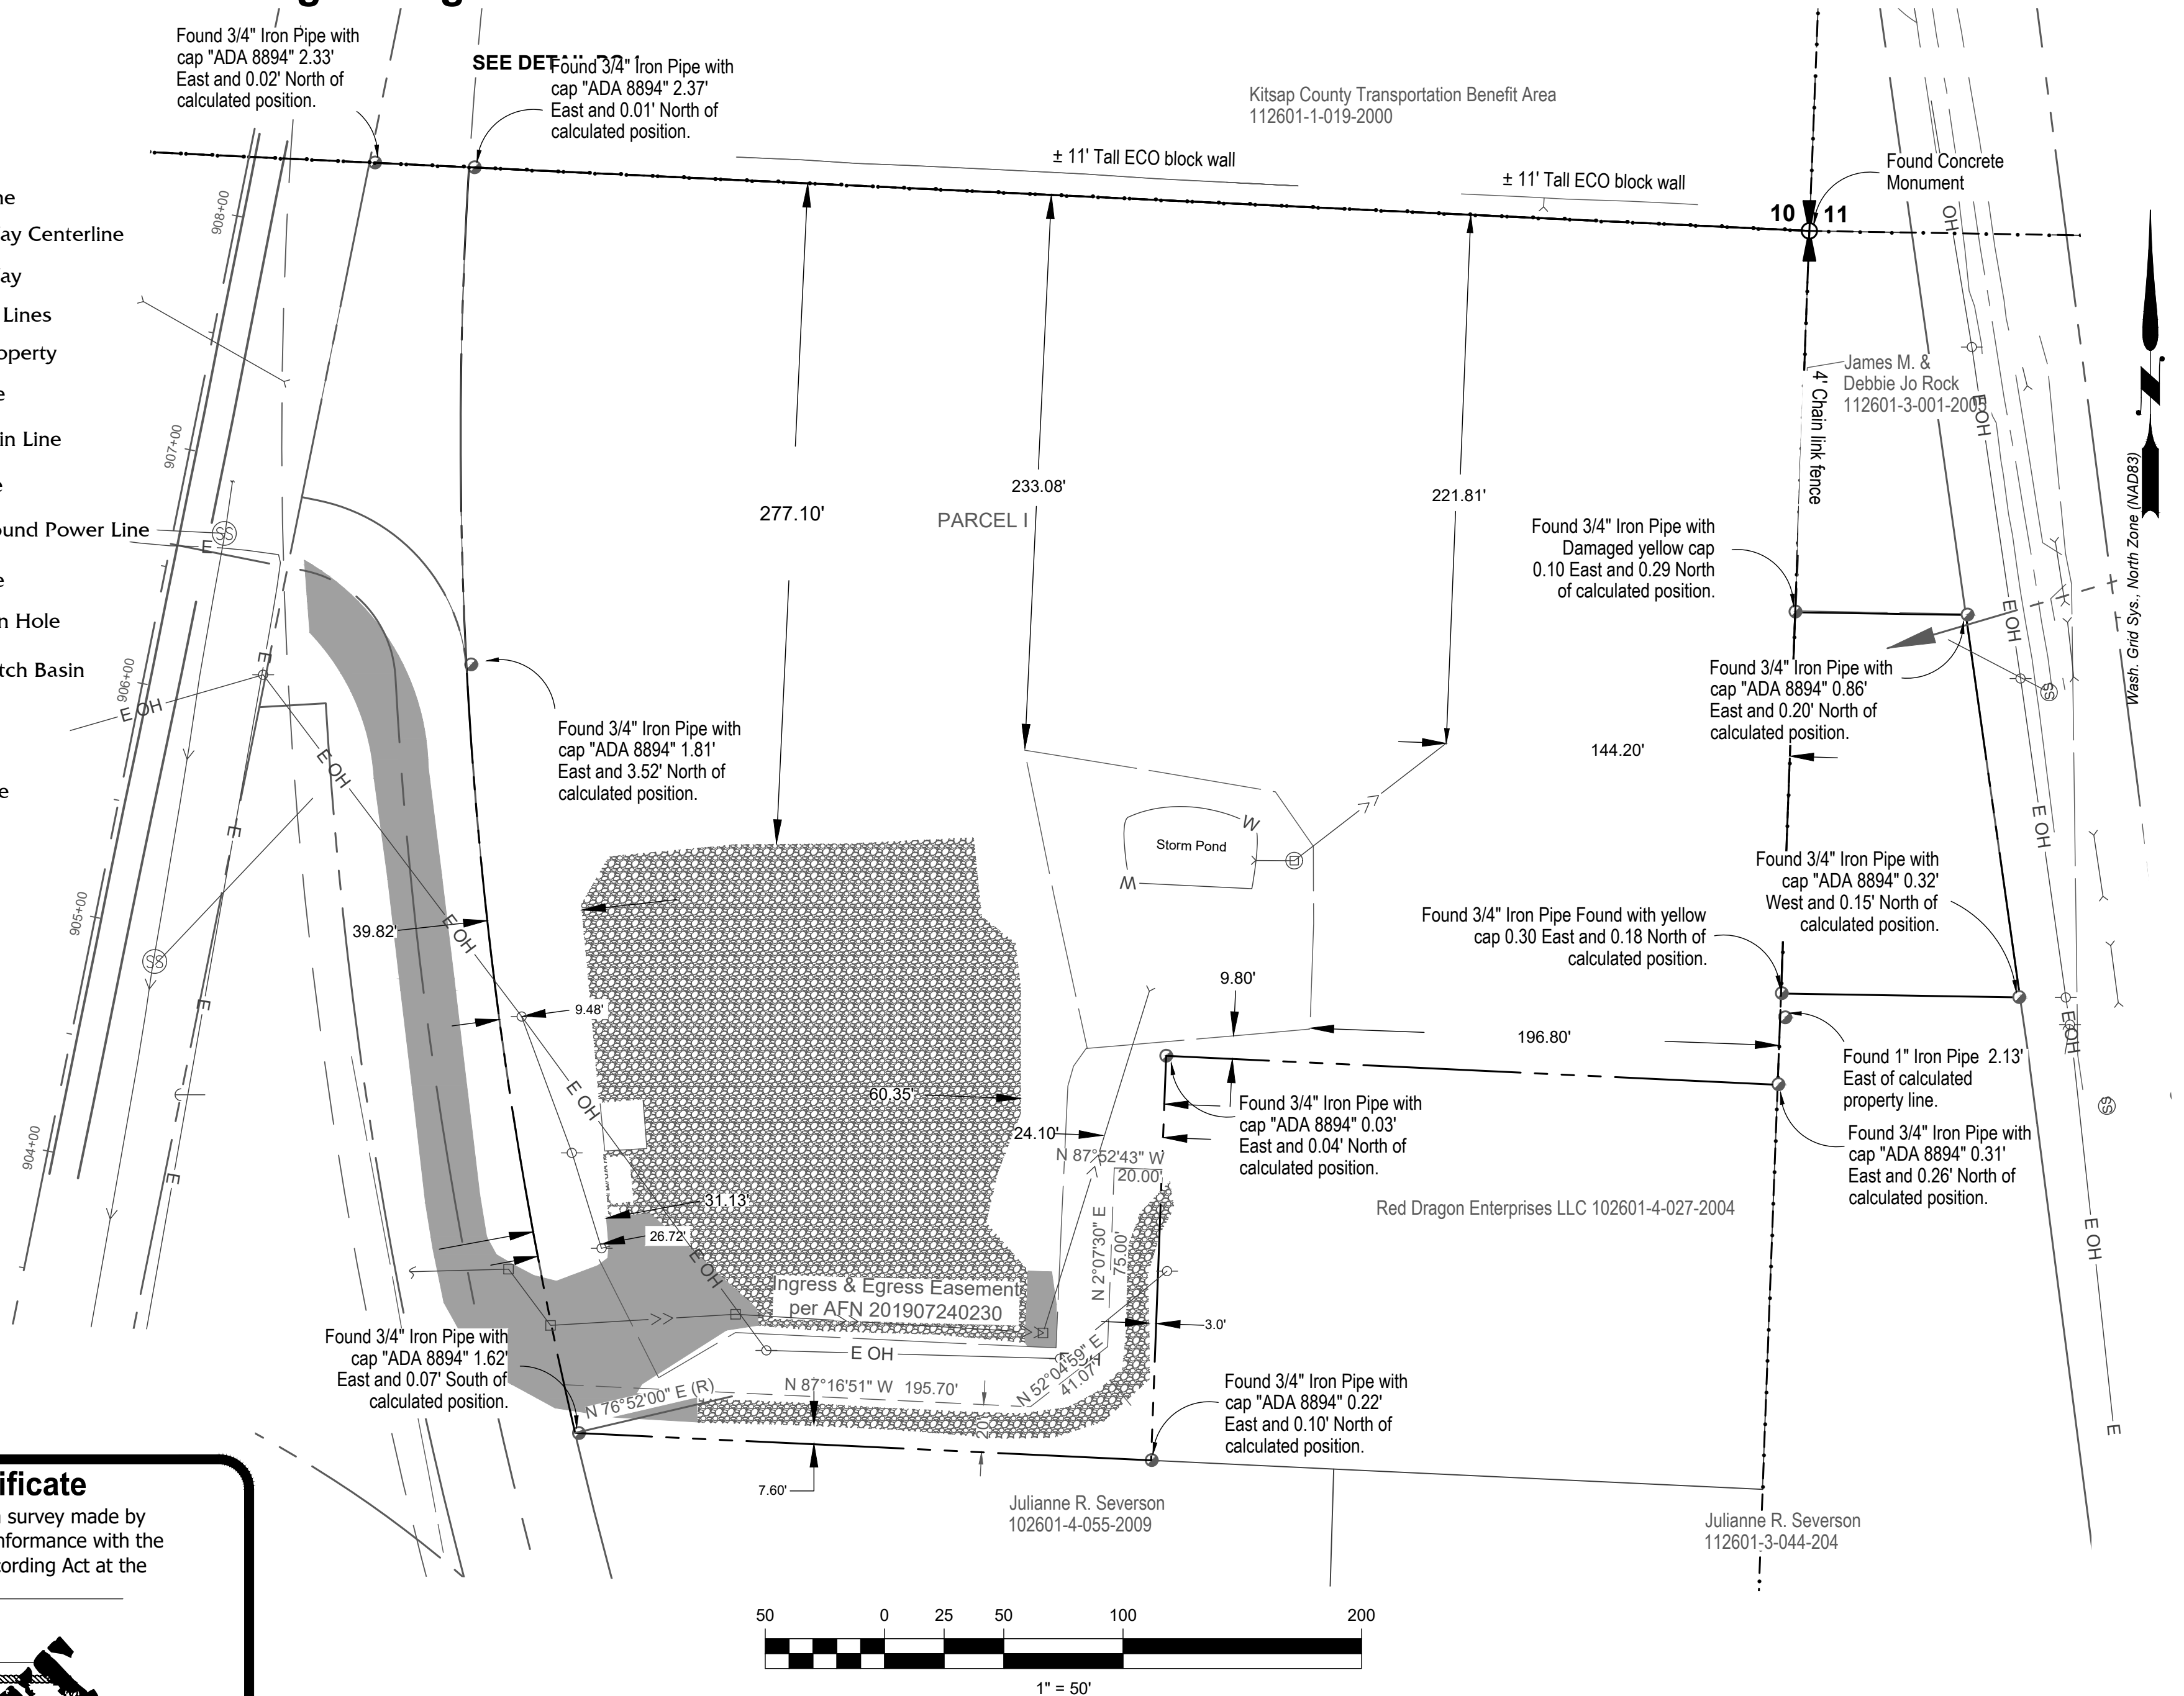 Found 3/4" Iron Pipe with
cap "ADA 8894" 2.33'
East and 0.02' North of
calculated position.
SEE DETAIL
Found 3/4" Iron Pipe with
cap "ADA 8894" 2.37'
East and 0.01' North of
calculated position.
Kitsap County Transportation Benefit Area
112601-1-019-2000
± 11' Tall ECO block wall
± 11' Tall ECO block wall
Found Concrete
Monument
10 11
908+00
ay Centerline
ay
Lines
operty
in Line
ound Power Line
n Hole
tch Basin
907+00
906+00
905+00
904+00
SS
E
E
E OH
E OH
E
E
E
SS
James M. &
Debbie Jo Rock
112601-3-001-2005
4' Chain link fence
OH
E OH
E OH
E OH
E OH
E OH
E
SS
SS
N
Wash. Grid Sys., North Zone (NAD83)
277.10'
233.08'
PARCEL I
221.81'
Found 3/4" Iron Pipe with
Damaged yellow cap
0.10 East and 0.29 North
of calculated position.
Found 3/4" Iron Pipe with
cap "ADA 8894" 0.86'
East and 0.20' North of
calculated position.
Found 3/4" Iron Pipe with
cap "ADA 8894" 1.81'
East and 3.52' North of
calculated position.
144.20'
Storm Pond
W
W
Found 3/4" Iron Pipe with
cap "ADA 8894" 0.32'
West and 0.15' North of
calculated position.
Found 3/4" Iron Pipe Found with yellow
cap 0.30 East and 0.18 North of
calculated position.
39.82'
E OH
9.48'
9.80'
196.80'
Found 1" Iron Pipe 2.13'
East of calculated
property line.
E OH
60.35'
24.10'
Found 3/4" Iron Pipe with
cap "ADA 8894" 0.03'
East and 0.04' North of
calculated position.
Found 3/4" Iron Pipe with
cap "ADA 8894" 0.31'
East and 0.26' North of
calculated position.
N 87°52'43" W
20.00'
Red Dragon Enterprises LLC 102601-4-027-2004
31.13'
26.72'
E OH
N 2°07'30" E
75.00'
Ingress & Egress Easement
per AFN 201907240230
3.0'
E OH
N 52°04'59" E
41.07'
Found 3/4" Iron Pipe with
cap "ADA 8894" 1.62'
East and 0.07' South of
calculated position.
N 76°52'00" E (R)
N 87°16'51" W 195.70'
20'
Found 3/4" Iron Pipe with
cap "ADA 8894" 0.22'
East and 0.10' North of
calculated position.
7.60'
Julianne R. Severson
102601-4-055-2009
Julianne R. Severson
112601-3-044-204
ificate
survey made by
nformance with the
cording Act at the
50 0 25 50 100 200
1" = 50'